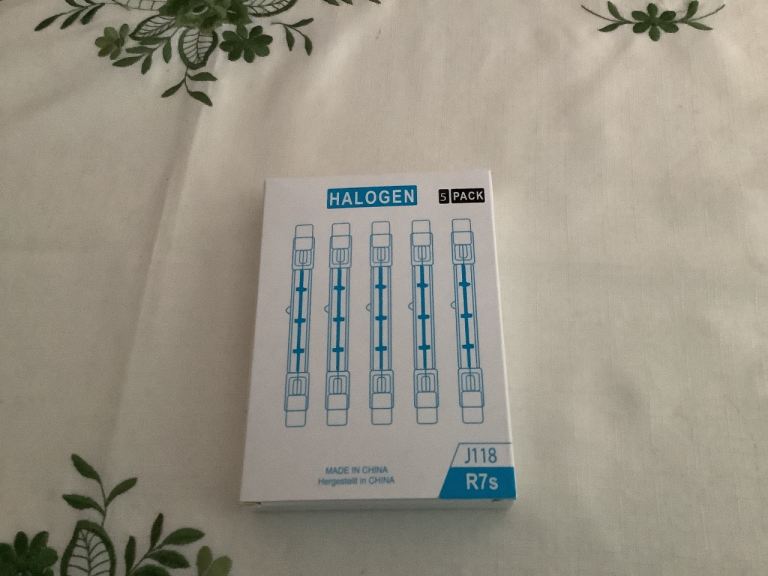 HALOGEN
5 PACK
J118
R7s
MADE IN CHINA
Hergestellt in CHINA